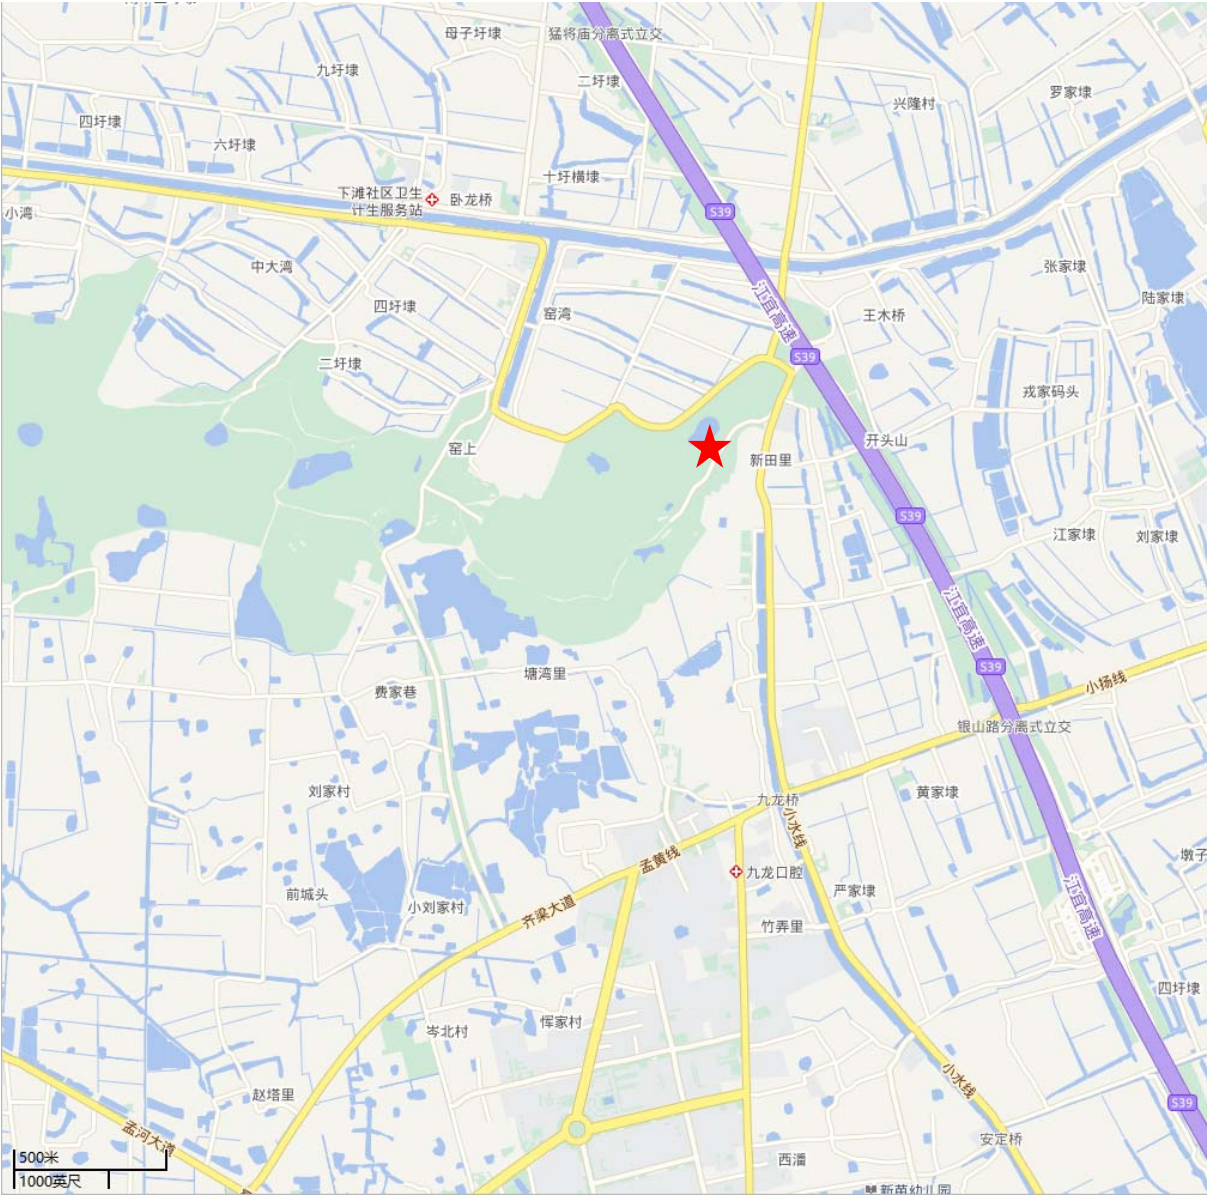 母子圩埭
猛将庙分离式立交
九圩埭
二圩埭
罗家埭
兴隆村
四圩埭
六圩埭
十圩横埭
下滩社区卫生
计生服务站
卧龙桥
小湾
S39
中大湾
张家埭
四圩埭
窑湾
江宜高速
王木桥
陆家埭
二圩埭
S39
戎家码头
窑上
新田里
开头山
S39
江家埭
刘家埭
江宜高速
塘湾里
S39
费家巷
小扬线
银山路分离式立交
刘家村
九龙桥
黄家埭
小水线
孟黄线
九龙口腔
墩子
前城头
小刘家村
齐梁大道
严家埭
江宜高速
竹弄里
四圩埭
岑北村
恽家村
赵塔里
小水线
S39
孟河大道
安定桥
500米
西潘
1000英尺
新苗幼儿园